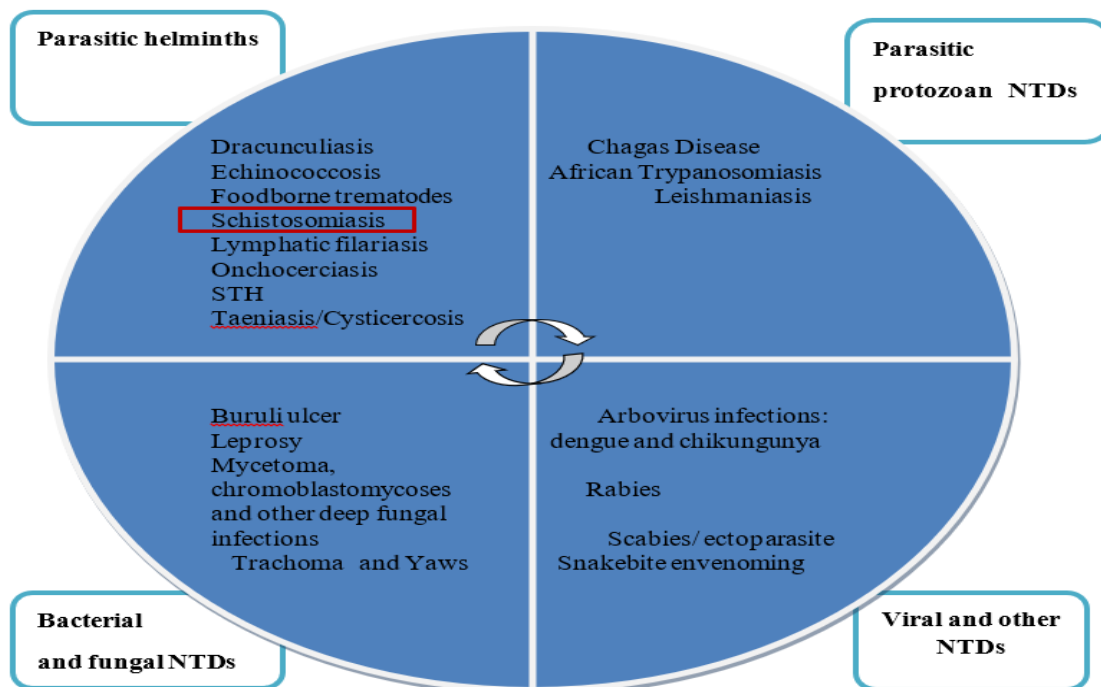 Parasitic helminths
Dracunculiasis
Echinococcosis
Foodborne trematodes
Schistosomiasis
Lymphatic filariasis
Onchocerciasis
STH
Taeniasis/Cysticercosis
Parasitic
protozoan NTDs
Chagas Disease
African Trypanosomiasis
Leishmaniasis
Buruli ulcer
Leprosy
Mycetoma,
chromoblastomycoses
and other deep fungal
infections
Trachoma and Yaws
Bacterial
and fungal NTDs
Arbovirus infections:
dengue and chikungunya
Rabies
Scabies/ ectoparasite
Snakebite envenoming
Viral and other
NTDs